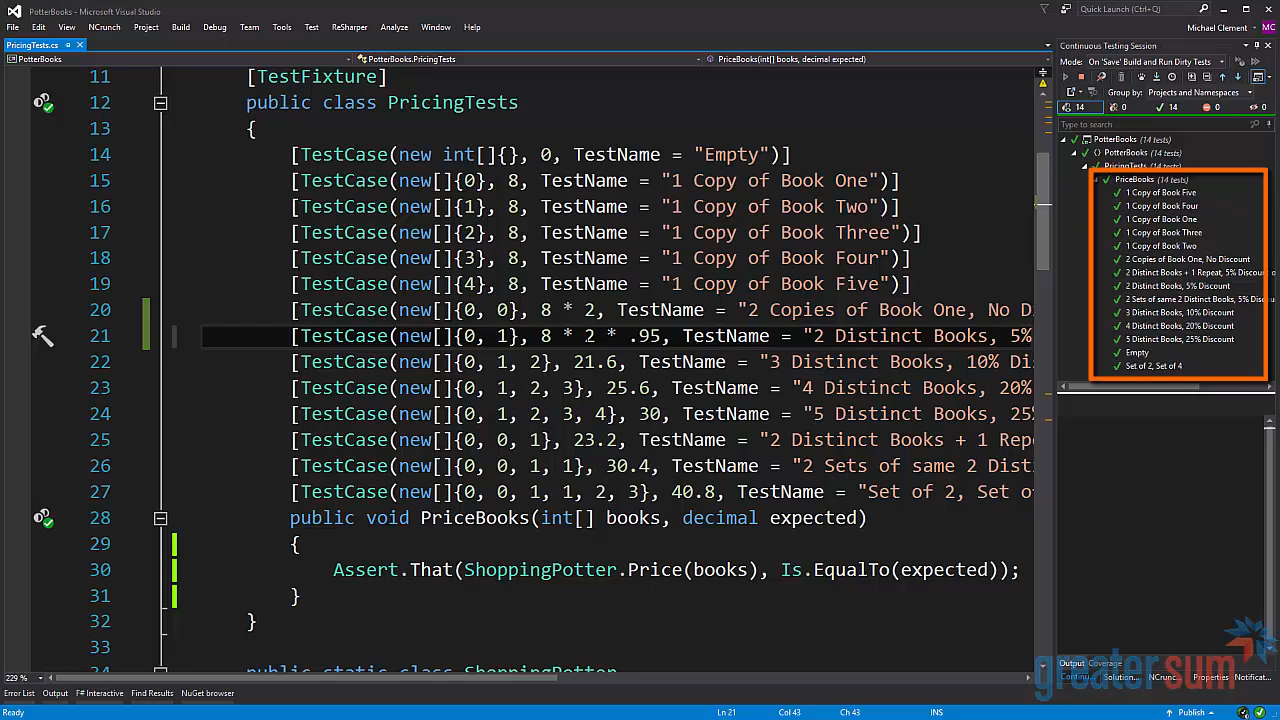 PotterBooks - Microsoft Visual Studio
Quick Launch (Ctrl+Q)
File Edit View NCrunch Project Build Debug Team Tools Test ReSharper Analyze Window Help
Michael Clement MC
PricingTests.cs
PotterBooks
PotterBooks.PricingTests
PriceBooks(int[] books, decimal expected)
11 [TestFixture]
12 public class PricingTests
13 {
14 [TestCase(new int[]{}, 0, TestName = "Empty")]
15 [TestCase(new[]{0}, 8, TestName = "1 Copy of Book One")]
16 [TestCase(new[]{1}, 8, TestName = "1 Copy of Book Two")]
17 [TestCase(new[]{2}, 8, TestName = "1 Copy of Book Three")]
18 [TestCase(new[]{3}, 8, TestName = "1 Copy of Book Four")]
19 [TestCase(new[]{4}, 8, TestName = "1 Copy of Book Five")]
20 [TestCase(new[]{0, 0}, 8 * 2, TestName = "2 Copies of Book One, No Di
21 [TestCase(new[]{0, 1}, 8 * 2 * .95, TestName = "2 Distinct Books, 5%
22 [TestCase(new[]{0, 1, 2}, 21.6, TestName = "3 Distinct Books, 10% Dis
23 [TestCase(new[]{0, 1, 2, 3}, 25.6, TestName = "4 Distinct Books, 20%
24 [TestCase(new[]{0, 1, 2, 3, 4}, 30, TestName = "5 Distinct Books, 25%
25 [TestCase(new[]{0, 0, 1}, 23.2, TestName = "2 Distinct Books + 1 Repe
26 [TestCase(new[]{0, 0, 1, 1}, 30.4, TestName = "2 Sets of same 2 Dist
27 [TestCase(new[]{0, 0, 1, 1, 2, 3}, 40.8, TestName = "Set of 2, Set of
28 public void PriceBooks(int[] books, decimal expected)
29 {
30 Assert.That(ShoppingPotter.Price(books), Is.EqualTo(expected));
31 }
32 }
33
34 public static class ShoppingPotter
229 %
Continuous Testing Session
Mode: On 'Save' Build and Run Dirty Tests
Group By: Projects and Namespaces
14 0 14 0 0
Type to search
PotterBooks (14 tests)
PotterBooks (14 tests)
PricingTests (14 tests)
PriceBooks (14 tests)
1 Copy of Book Five
1 Copy of Book Four
1 Copy of Book One
1 Copy of Book Three
1 Copy of Book Two
2 Copies of Book One, No Discount
2 Distinct Books + 1 Repeat, 5% Discou
2 Distinct Books, 5% Discount
2 Sets of same 2 Distinct Books, 5% Disco
3 Distinct Books, 10% Discount
4 Distinct Books, 20% Discount
5 Distinct Books, 25% Discount
Empty
Set of 2, Set of 4
Output Coverage
Continu... Solution... NCrunc... Properties Notificat...
greatersum
Error List Output F# Interactive Find Results NuGet browser
Ready Ln 21 Col 43 Ch 43 INS Publish